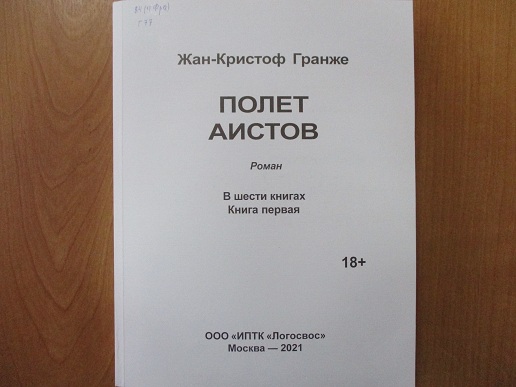 Жан-Кристоф Гранже
ПОЛЕТ
АИСТОВ
Роман
В шести книгах
Книга первая
18+
ООО «ИПТК «Логосвос»
Москва — 2021